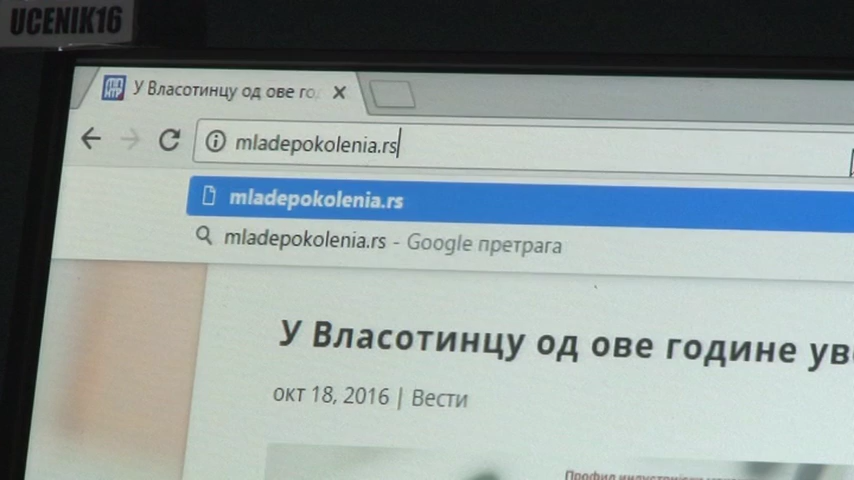 UCENIK16
У Власотинцу од ове го
mladepokolenia.rs
mladepokolenia.rs
mladepokolenia.rs - Google претрага
У Власотинцу од ове године ув
окт 18, 2016 | Вести
Профил